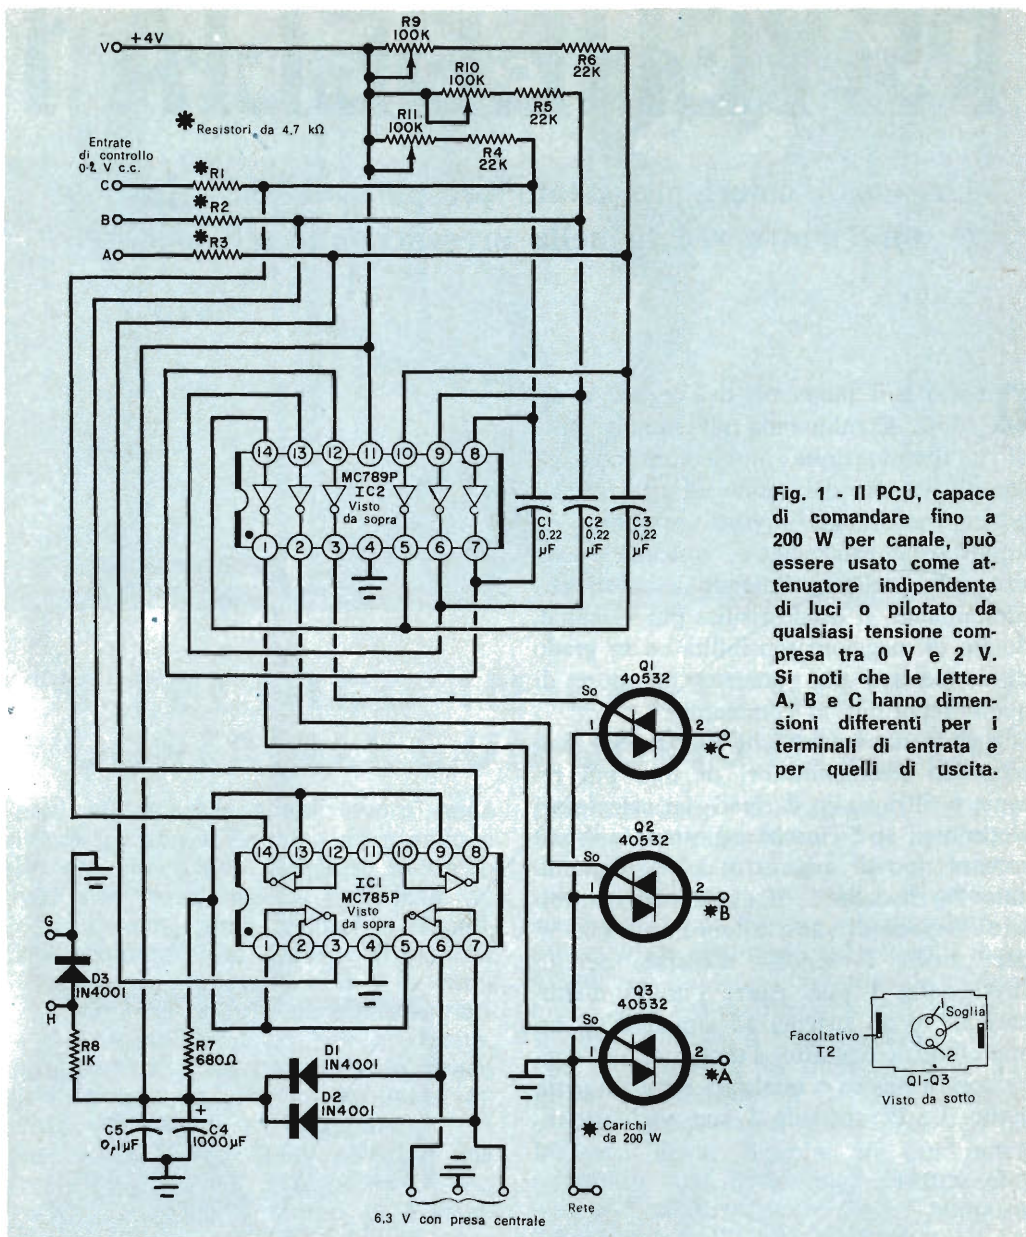 V +4V
R9
100K
R6
22K
R10
100K
R5
22K
R11
100K
R4
22K
* Resistori da 4,7 kΩ
Entrate
di controllo
0-2 V c.c.
C *R1
B *R2
A *R3
14 13 12 11 10 9 8
MC789P
IC2
Visto
da sopra
1 2 3 4 5 6 7
C1
0,22
µF
C2
0,22
µF
C3
0,22
µF
Fig. 1 - Il PCU, capace
di comandare fino a
200 W per canale, può
essere usato come at-
tenuatore indipendente
di luci o pilotato da
qualsiasi tensione com-
presa tra 0 V e 2 V.
Si noti che le lettere
A, B e C hanno dimen-
sioni differenti per i
terminali di entrata e
per quelli di uscita.
Q1
40532
So
1 2
*C
Q2
40532
So
1 2
*B
Q3
40532
So
1 2
*A
* Carichi
da 200 W
14 13 12 11 10 9 8
IC1
MC785P
Visto
da sopra
1 2 3 4 5 6 7
G
D3
1N4001
H
R8
1K
R7
680Ω
D1
1N4001
D2
1N4001
C5
0,1µF
+
C4
1000µF
6,3 V con presa centrale
Rete
Facoltativo
T2
1
Soglia
2
Q1-Q3
Visto da sotto